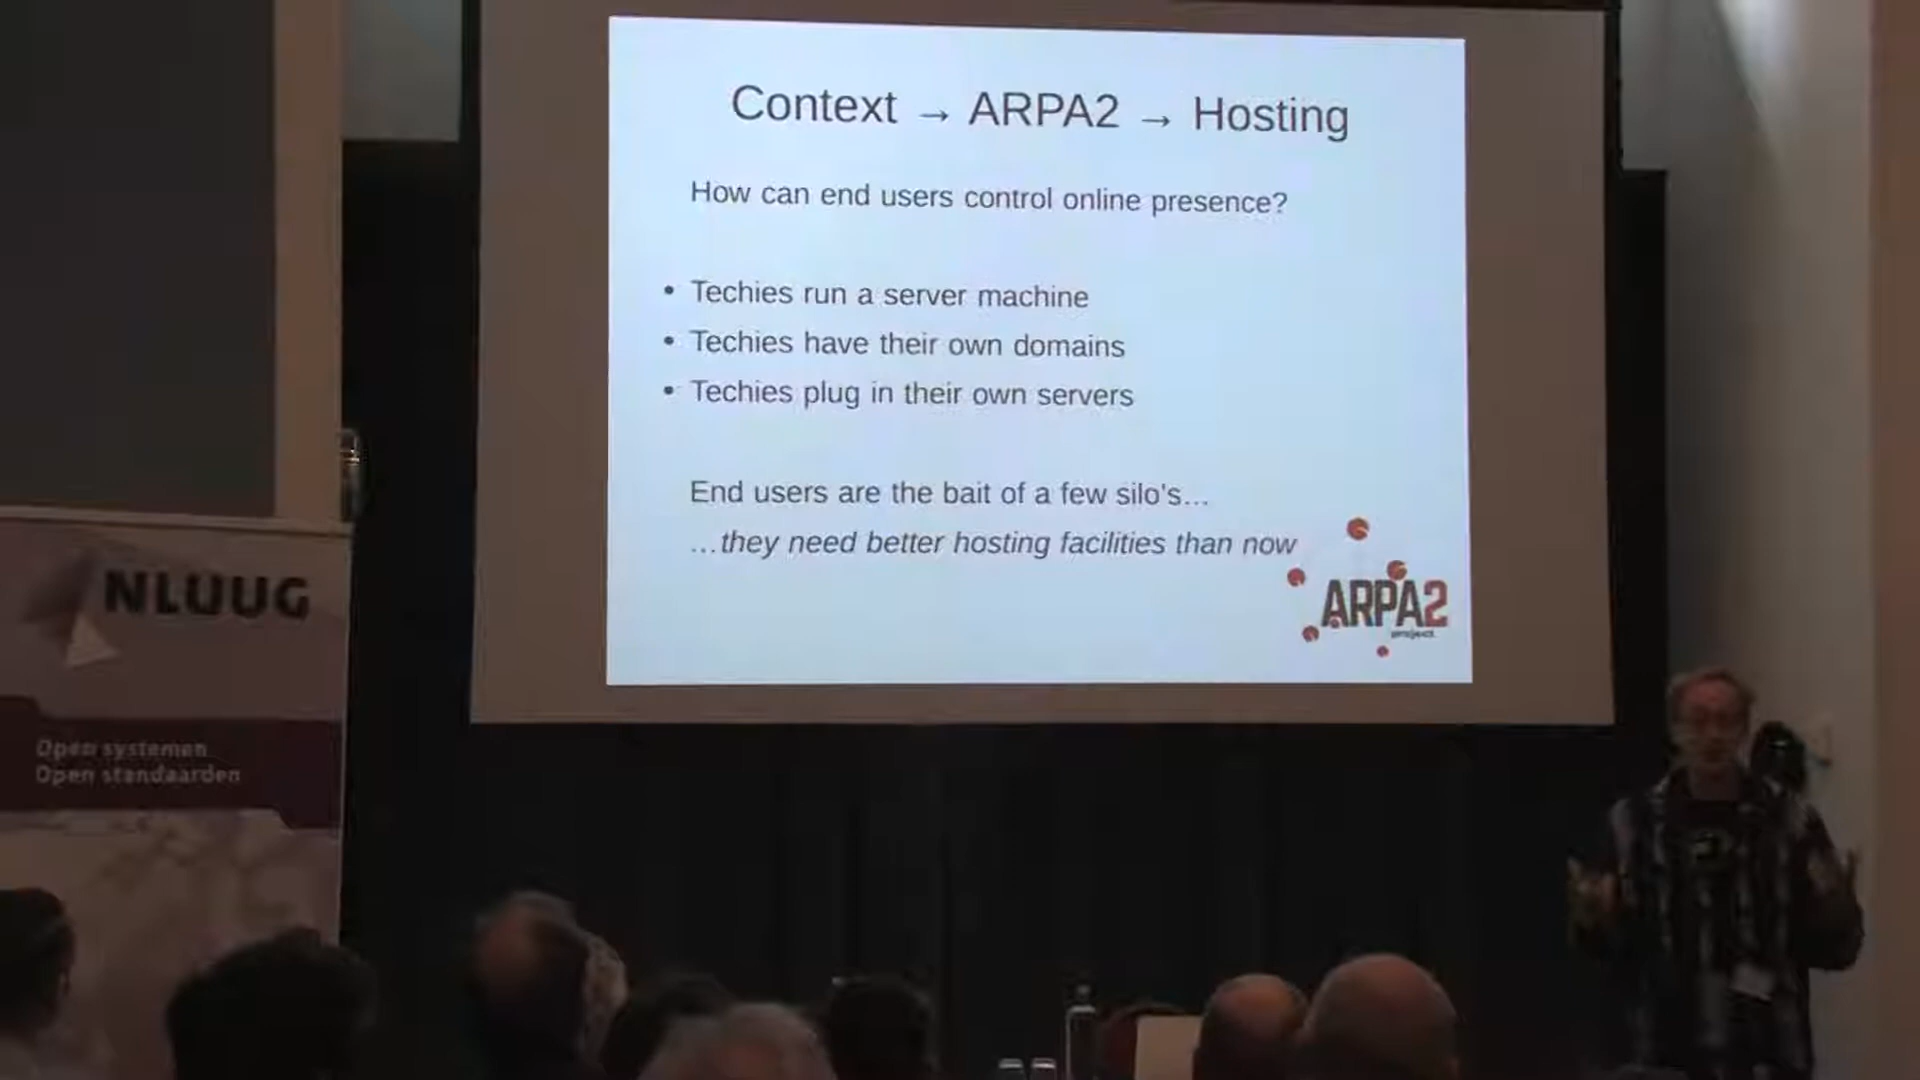 Context → ARPA2 → Hosting
How can end users control online presence?
• Techies run a server machine
• Techies have their own domains
• Techies plug in their own servers
End users are the bait of a few silo's…
…they need better hosting facilities than now
ARPA2
project
NLUUG
Open systemen
Open standaarden